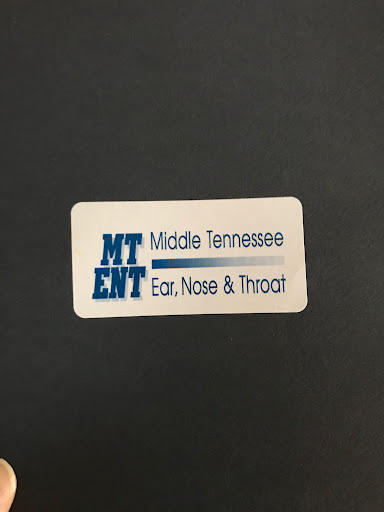 MT
ENT
Middle Tennessee
Ear, Nose & Throat